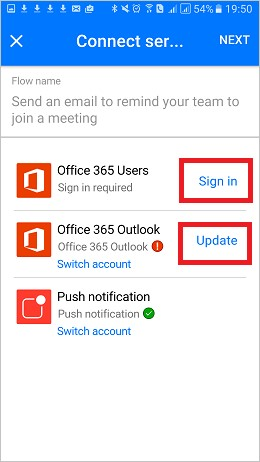 54% 19:50
Connect ser... NEXT
Flow name
Send an email to remind your team to
join a meeting
Office 365 Users
Sign in required
Sign in
Office 365 Outlook
Office 365 Outlook
Update
Switch account
Push notification
Push notification
Switch account